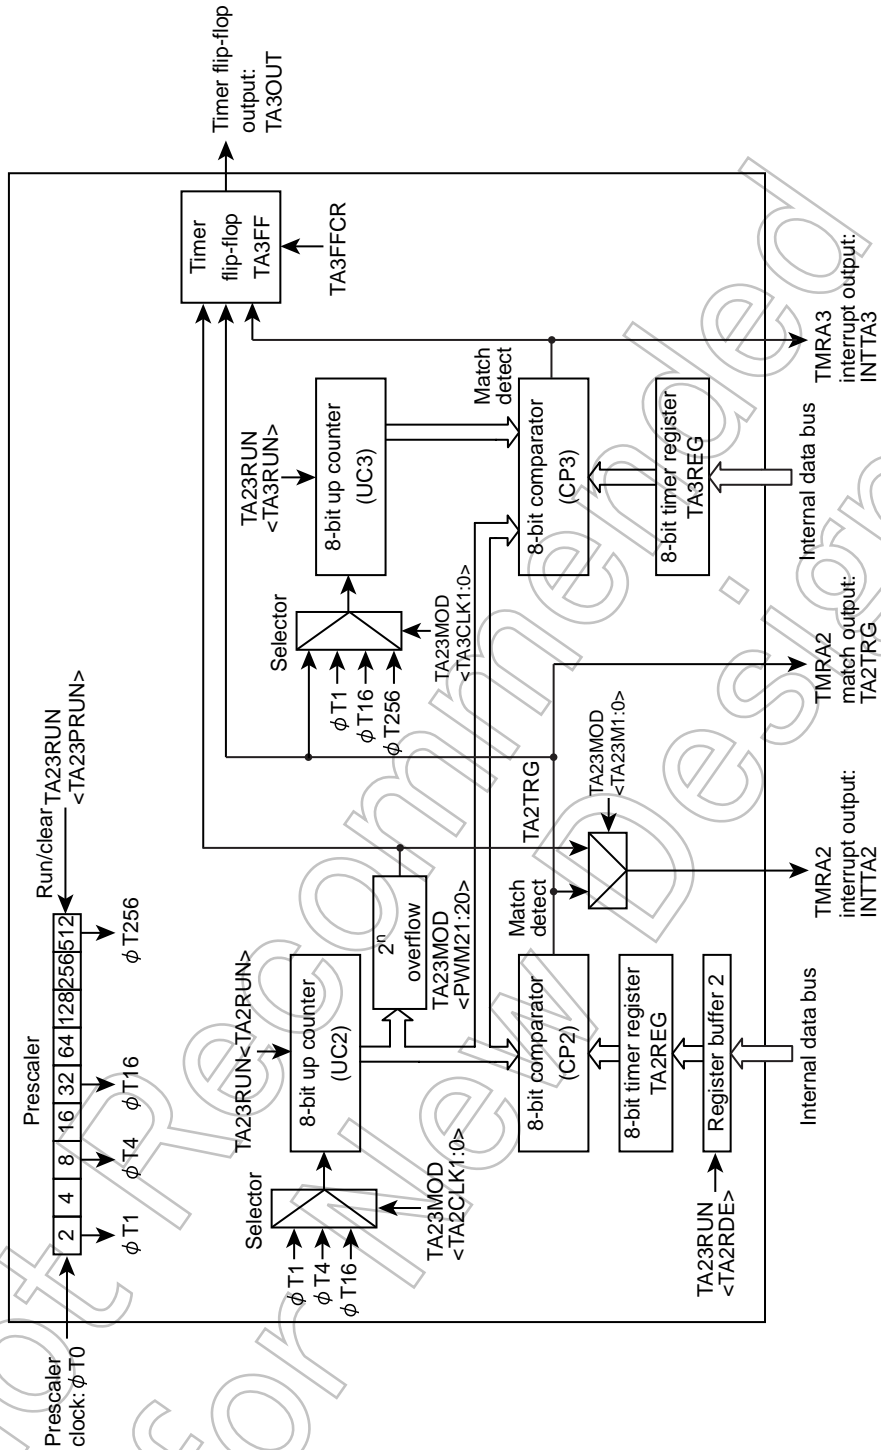 Prescaler
clock: φT0
Prescaler
2 4 8 16 32 64 128 256 512
Run/clear
TA23RUN
<TA23PRUN>
φT1
φT4
φT16
φT256
Selector
φT1
φT4
φT16
TA23MOD
<TA2CLK1:0>
TA23RUN<TA2RUN>
8-bit up counter
(UC2)
2n
overflow
TA23MOD
<PWM21:20>
8-bit comparator
(CP2)
Match
detect
TA2TRG
8-bit timer register
TA2REG
Register buffer 2
TA23RUN
<TA2RDE>
Internal data bus
TA23MOD
<TA23M1:0>
TMRA2
interrupt output:
INTTA2
TMRA2
match output:
TA2TRG
Selector
φT1
φT16
φT256
TA23MOD
<TA3CLK1:0>
TA23RUN
<TA3RUN>
8-bit up counter
(UC3)
8-bit comparator
(CP3)
Match
detect
8-bit timer register
TA3REG
Internal data bus
TMRA3
interrupt output:
INTTA3
Timer
flip-flop
TA3FF
TA3FFCR
Timer flip-flop
output:
TA3OUT
Not Recommended
for New Design